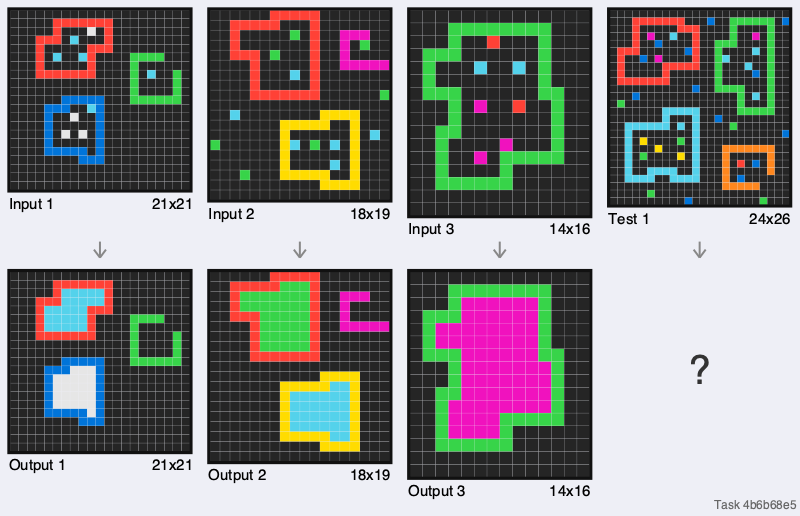 Input 1 21x21
Input 2 18x19
Input 3 14x16
Test 1 24x26
?
Output 1 21x21
Output 2 18x19
Output 3 14x16
Task 4b6b68e5